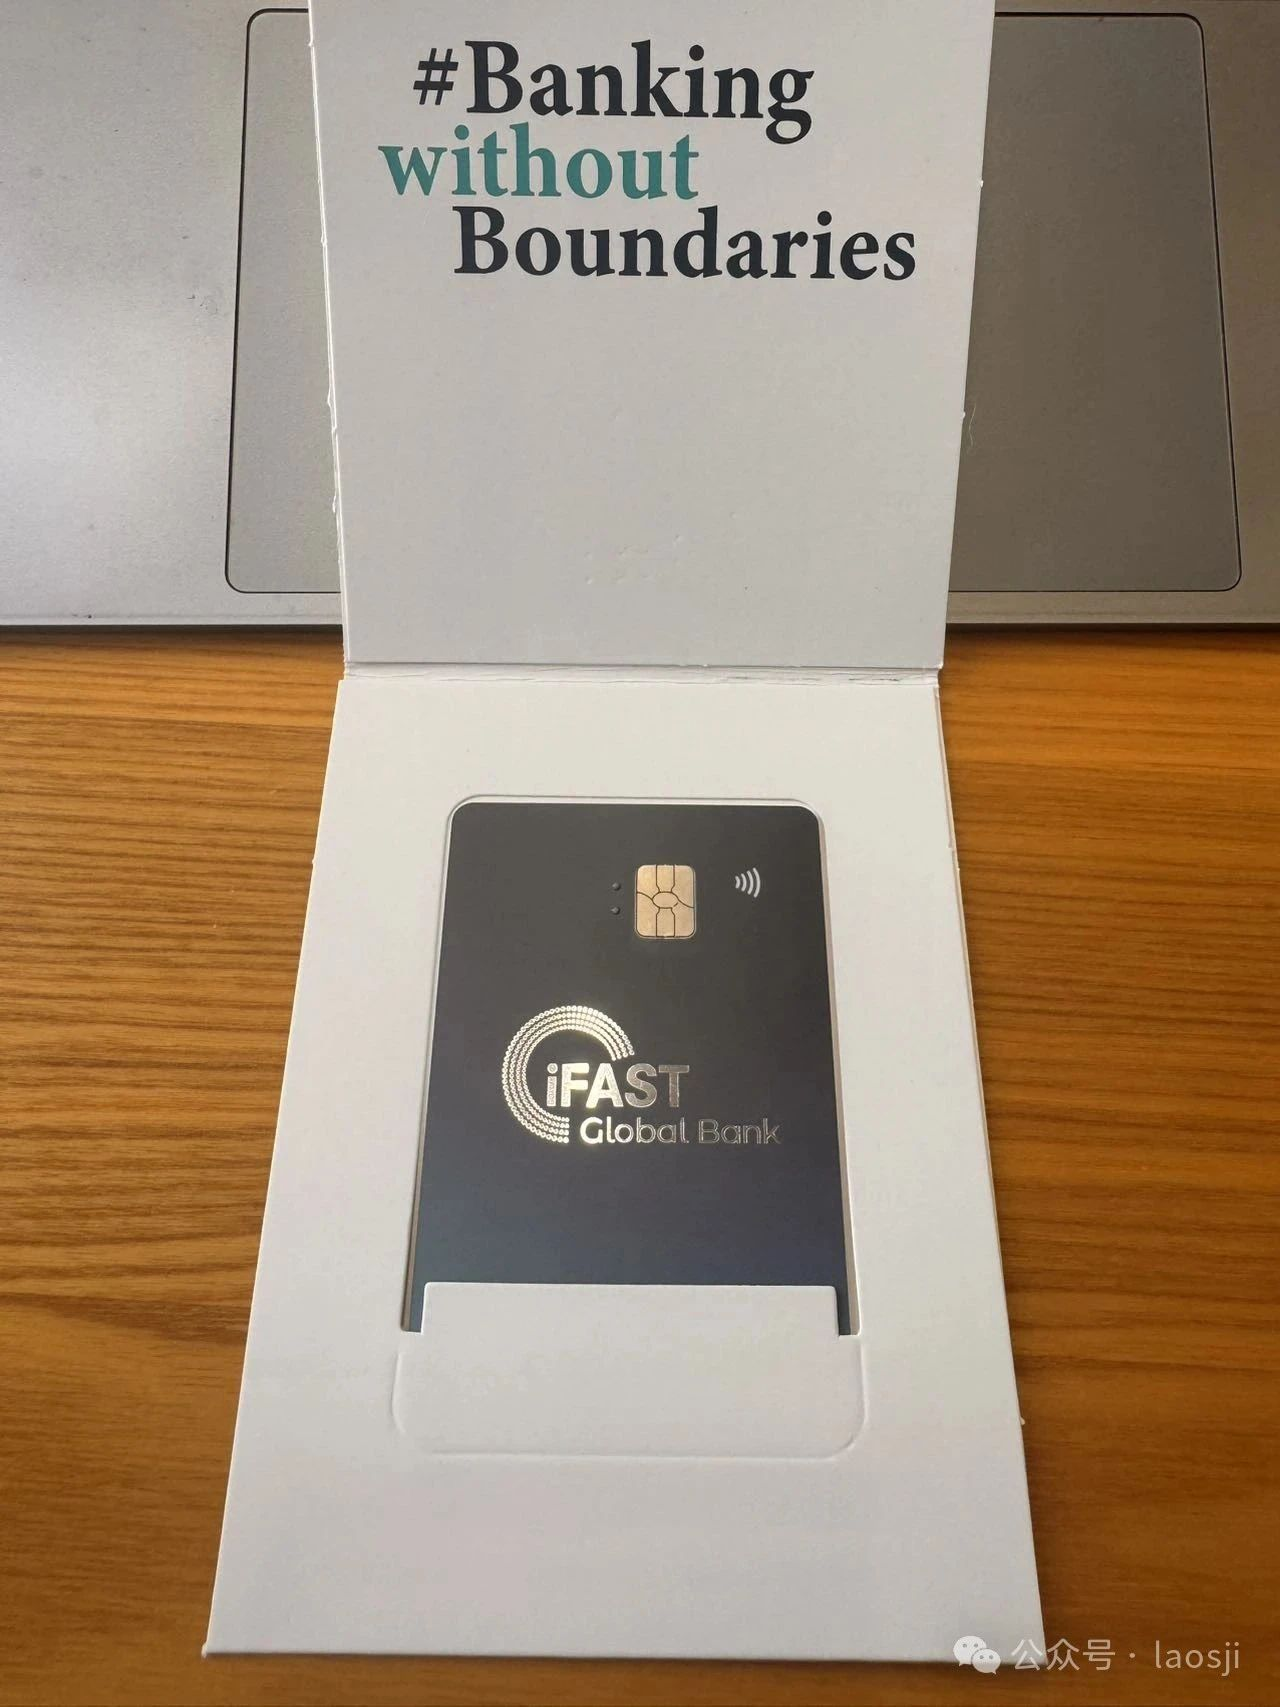 #Banking
without
Boundaries
iFAST
Global Bank
公众号 · laosji